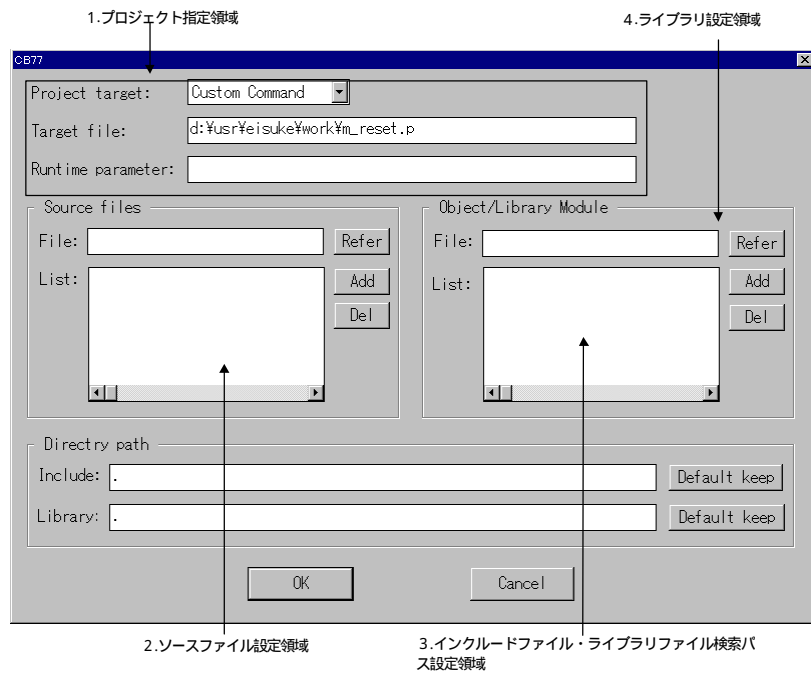 1.プロジェクト指定領域
4.ライブラリ設定領域
CB77
Project target: Custom Command
Target file: d:¥usr¥eisuke¥work¥m_reset.p
Runtime parameter:
Source files
File: Refer
List: Add
Del
Object/Library Module
File: Refer
List: Add
Del
Directry path
Include: . Default keep
Library: . Default keep
OK Cancel
2.ソースファイル設定領域
3.インクルードファイル・ライブラリファイル検索パ
ス設定領域